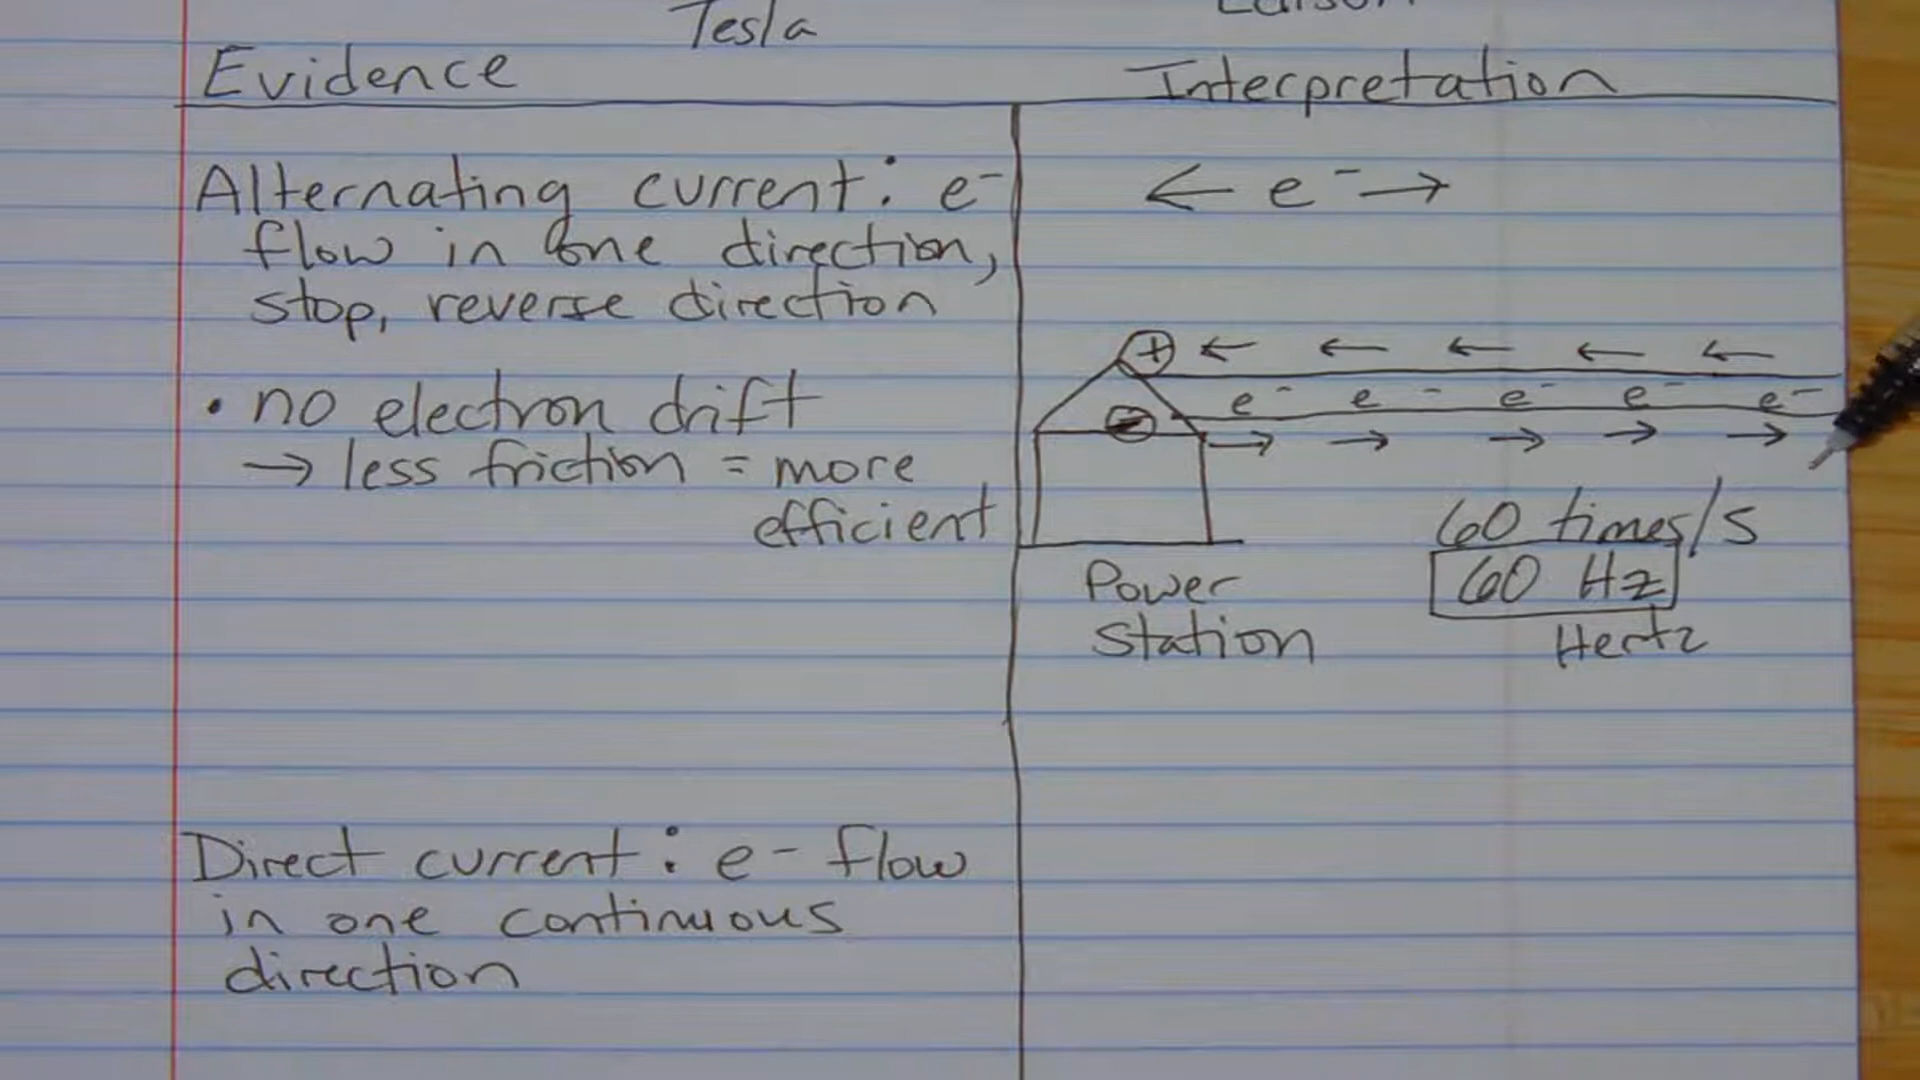 Tesla
Evidence
Interpretation
Alternating current: e-
flow in one direction,
stop, reverse direction
• no electron drift
→ less friction = more
efficient
Direct current: e- flow
in one continuous
direction
← e- →
+ ← ← ← ← ←
e- e- e- e- e-
-
→ → → → →
60 times/s
60 Hz
Hertz
Power
Station